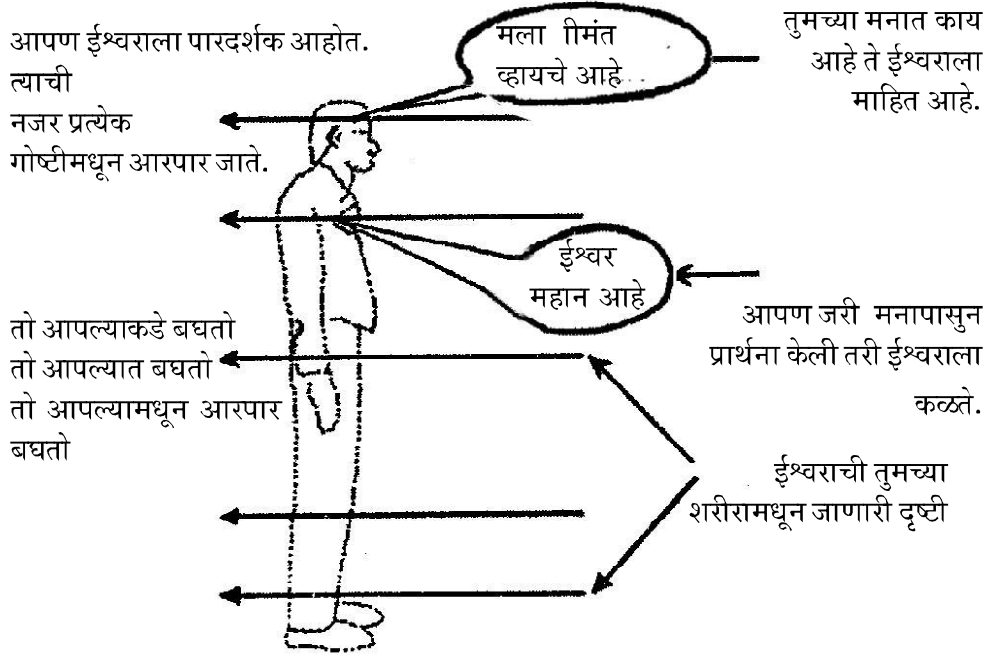 आपण ईश्वराला पारदर्शक आहोत.
त्याची
नजर प्रत्येक
गोष्टीमधून आरपार जाते.
मला ीमंत
व्हायचे आहे...
तुमच्या मनात काय
आहे ते ईश्वराला
माहित आहे.
ईश्वर
महान आहे
तो आपल्याकडे बघतो
तो आपल्यात बघतो
तो आपल्यामधून आरपार
बघतो
आपण जरी मनापासुन
प्रार्थना केली तरी ईश्वराला
कळते.
ईश्वराची तुमच्या
शरीरामधून जाणारी दृष्टी